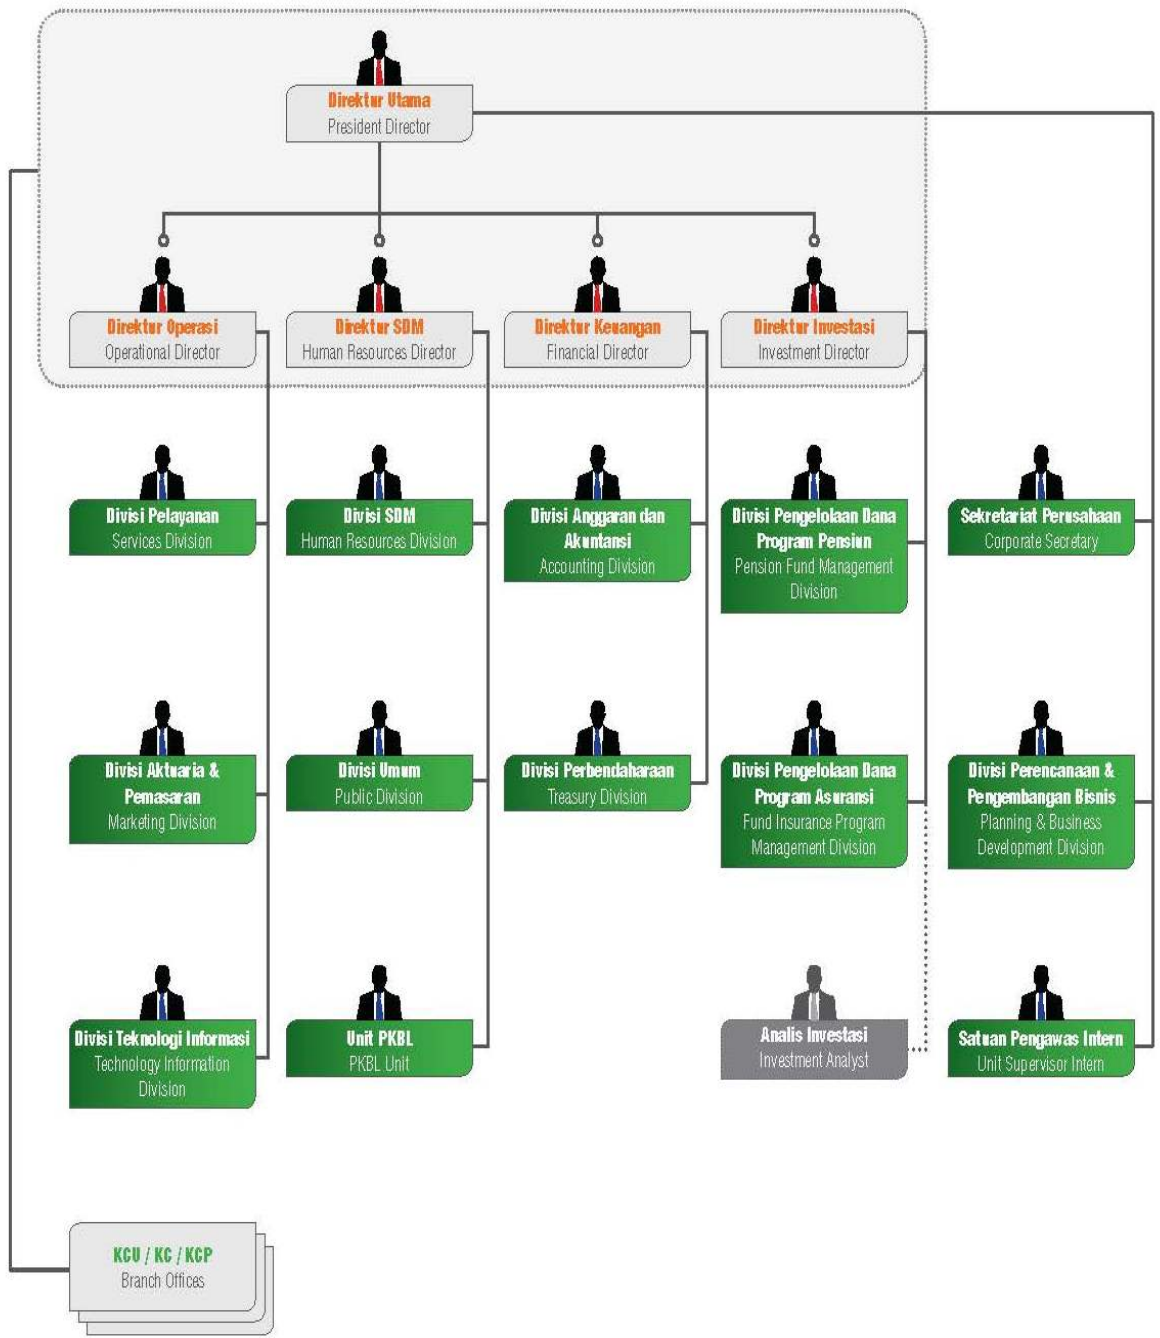 Direktur Utama
President Director
Direktur Operasi
Operational Director
Direktur SDM
Human Resources Director
Direktur Keuangan
Financial Director
Direktur Investasi
Investment Director
Divisi Pelayanan
Services Division
Divisi SDM
Human Resources Division
Divisi Anggaran dan
Akuntansi
Accounting Division
Divisi Pengelolaan Dana
Program Pensiun
Pension Fund Management
Division
Sekretariat Perusahaan
Corporate Secretary
Divisi Aktuaria &
Pemasaran
Marketing Division
Divisi Umum
Public Division
Divisi Perbendaharaan
Treasury Division
Divisi Pengelolaan Dana
Program Asuransi
Fund Insurance Program
Management Division
Divisi Perencanaan &
Pengembangan Bisnis
Planning & Business
Development Division
Divisi Teknologi Informasi
Technology Information
Division
Unit PKBL
PKBL Unit
Analis Investasi
Investment Analyst
Satuan Pengawas Intern
Unit Supervisor Intern
KCU / KC / KCP
Branch Offices